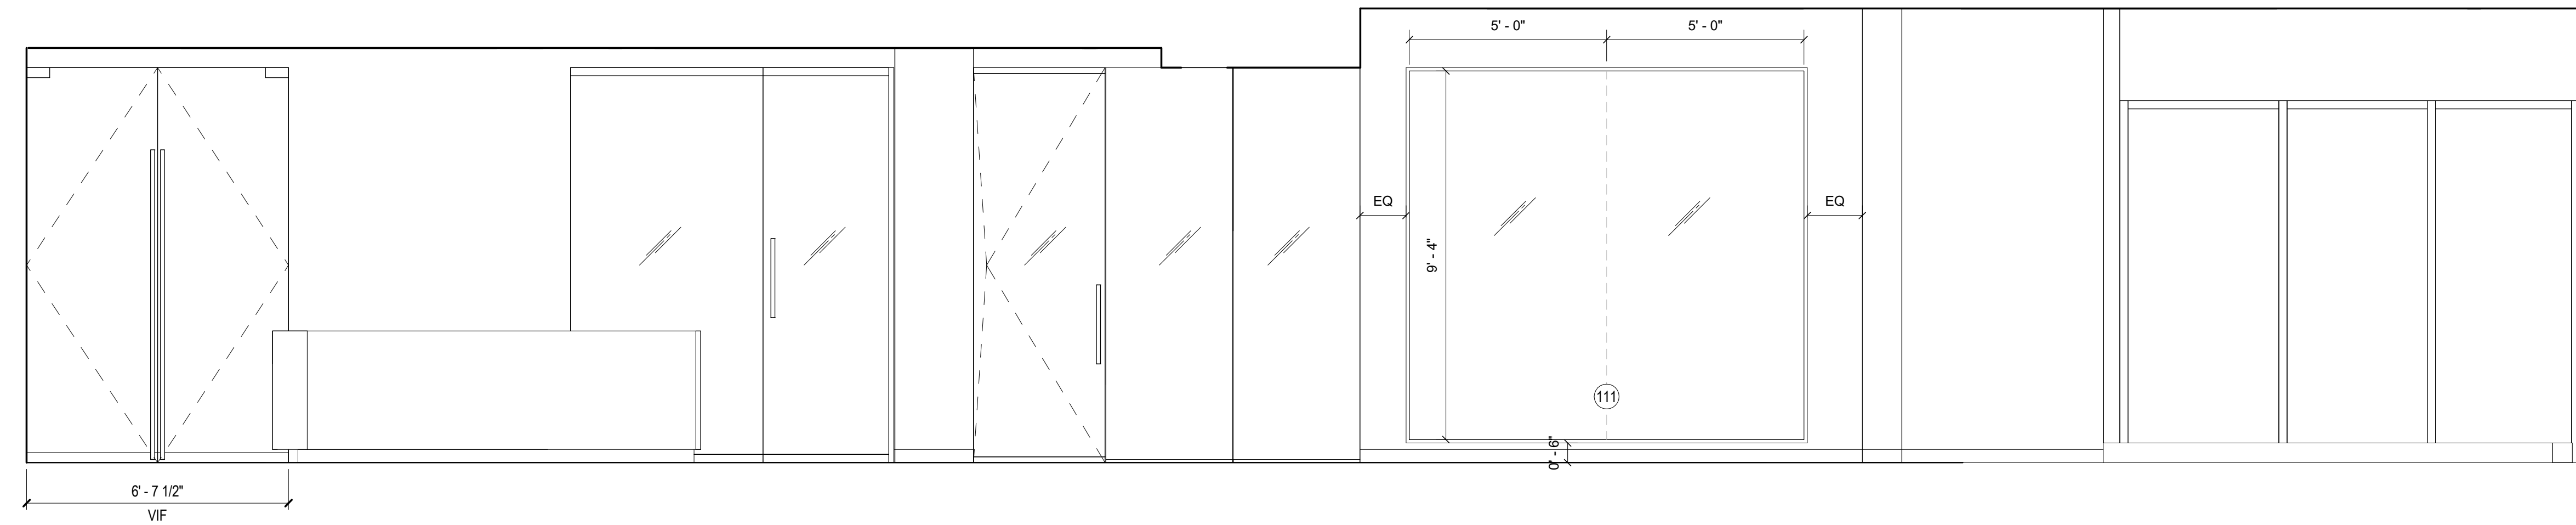 5' - 0" 5' - 0"
EQ EQ
9' - 4"
111
0' - 6"
6' - 7 1/2"
VIF